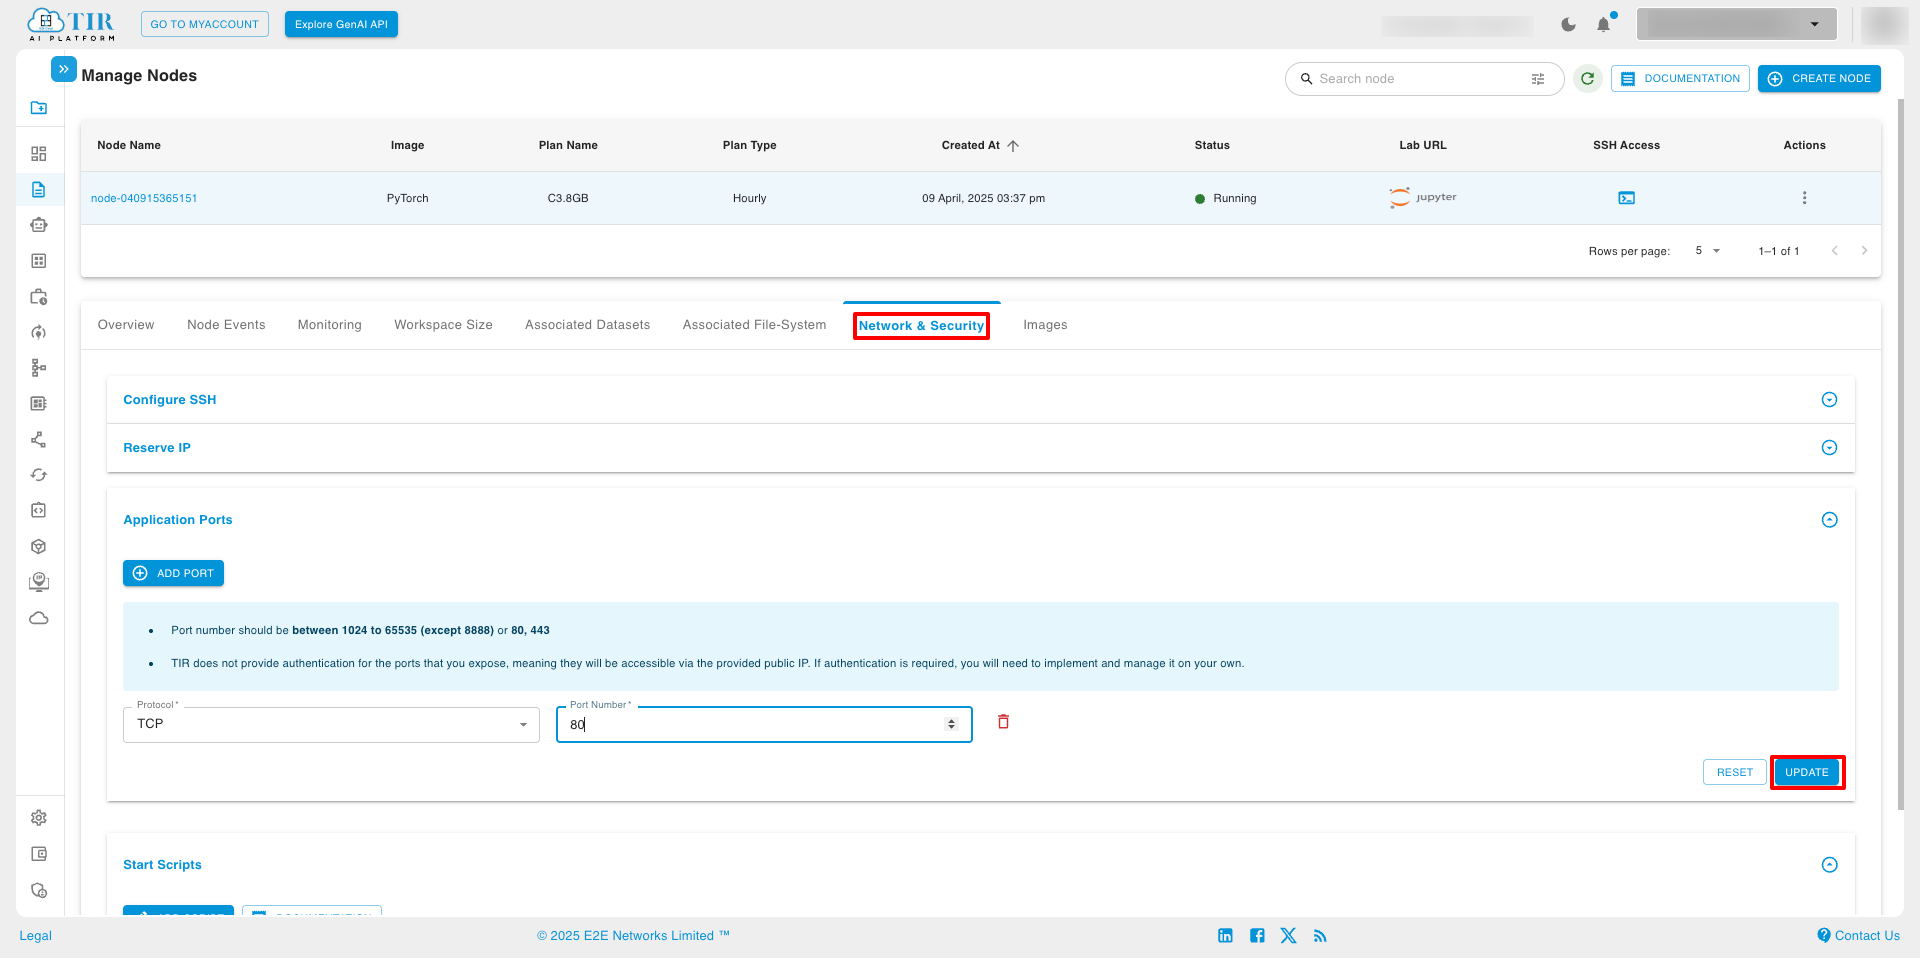 TIR
AI PLATFORM
GO TO MYACCOUNT
Explore GenAI API
Manage Nodes
Search node
DOCUMENTATION
CREATE NODE
Node Name Image Plan Name Plan Type Created At Status Lab URL SSH Access Actions
node-040915365151 PyTorch C3.8GB Hourly 09 April, 2025 03:37 pm Running jupyter
Rows per page: 5 1–1 of 1
Overview Node Events Monitoring Workspace Size Associated Datasets Associated File-System Network & Security Images
Configure SSH
Reserve IP
Application Ports
ADD PORT
• Port number should be between 1024 to 65535 (except 8888) or 80, 443
• TIR does not provide authentication for the ports that you expose, meaning they will be accessible via the provided public IP. If authentication is required, you will need to implement and manage it on your own.
Protocol * Port Number *
TCP 80
RESET UPDATE
Start Scripts
Legal © 2025 E2E Networks Limited ™ Contact Us